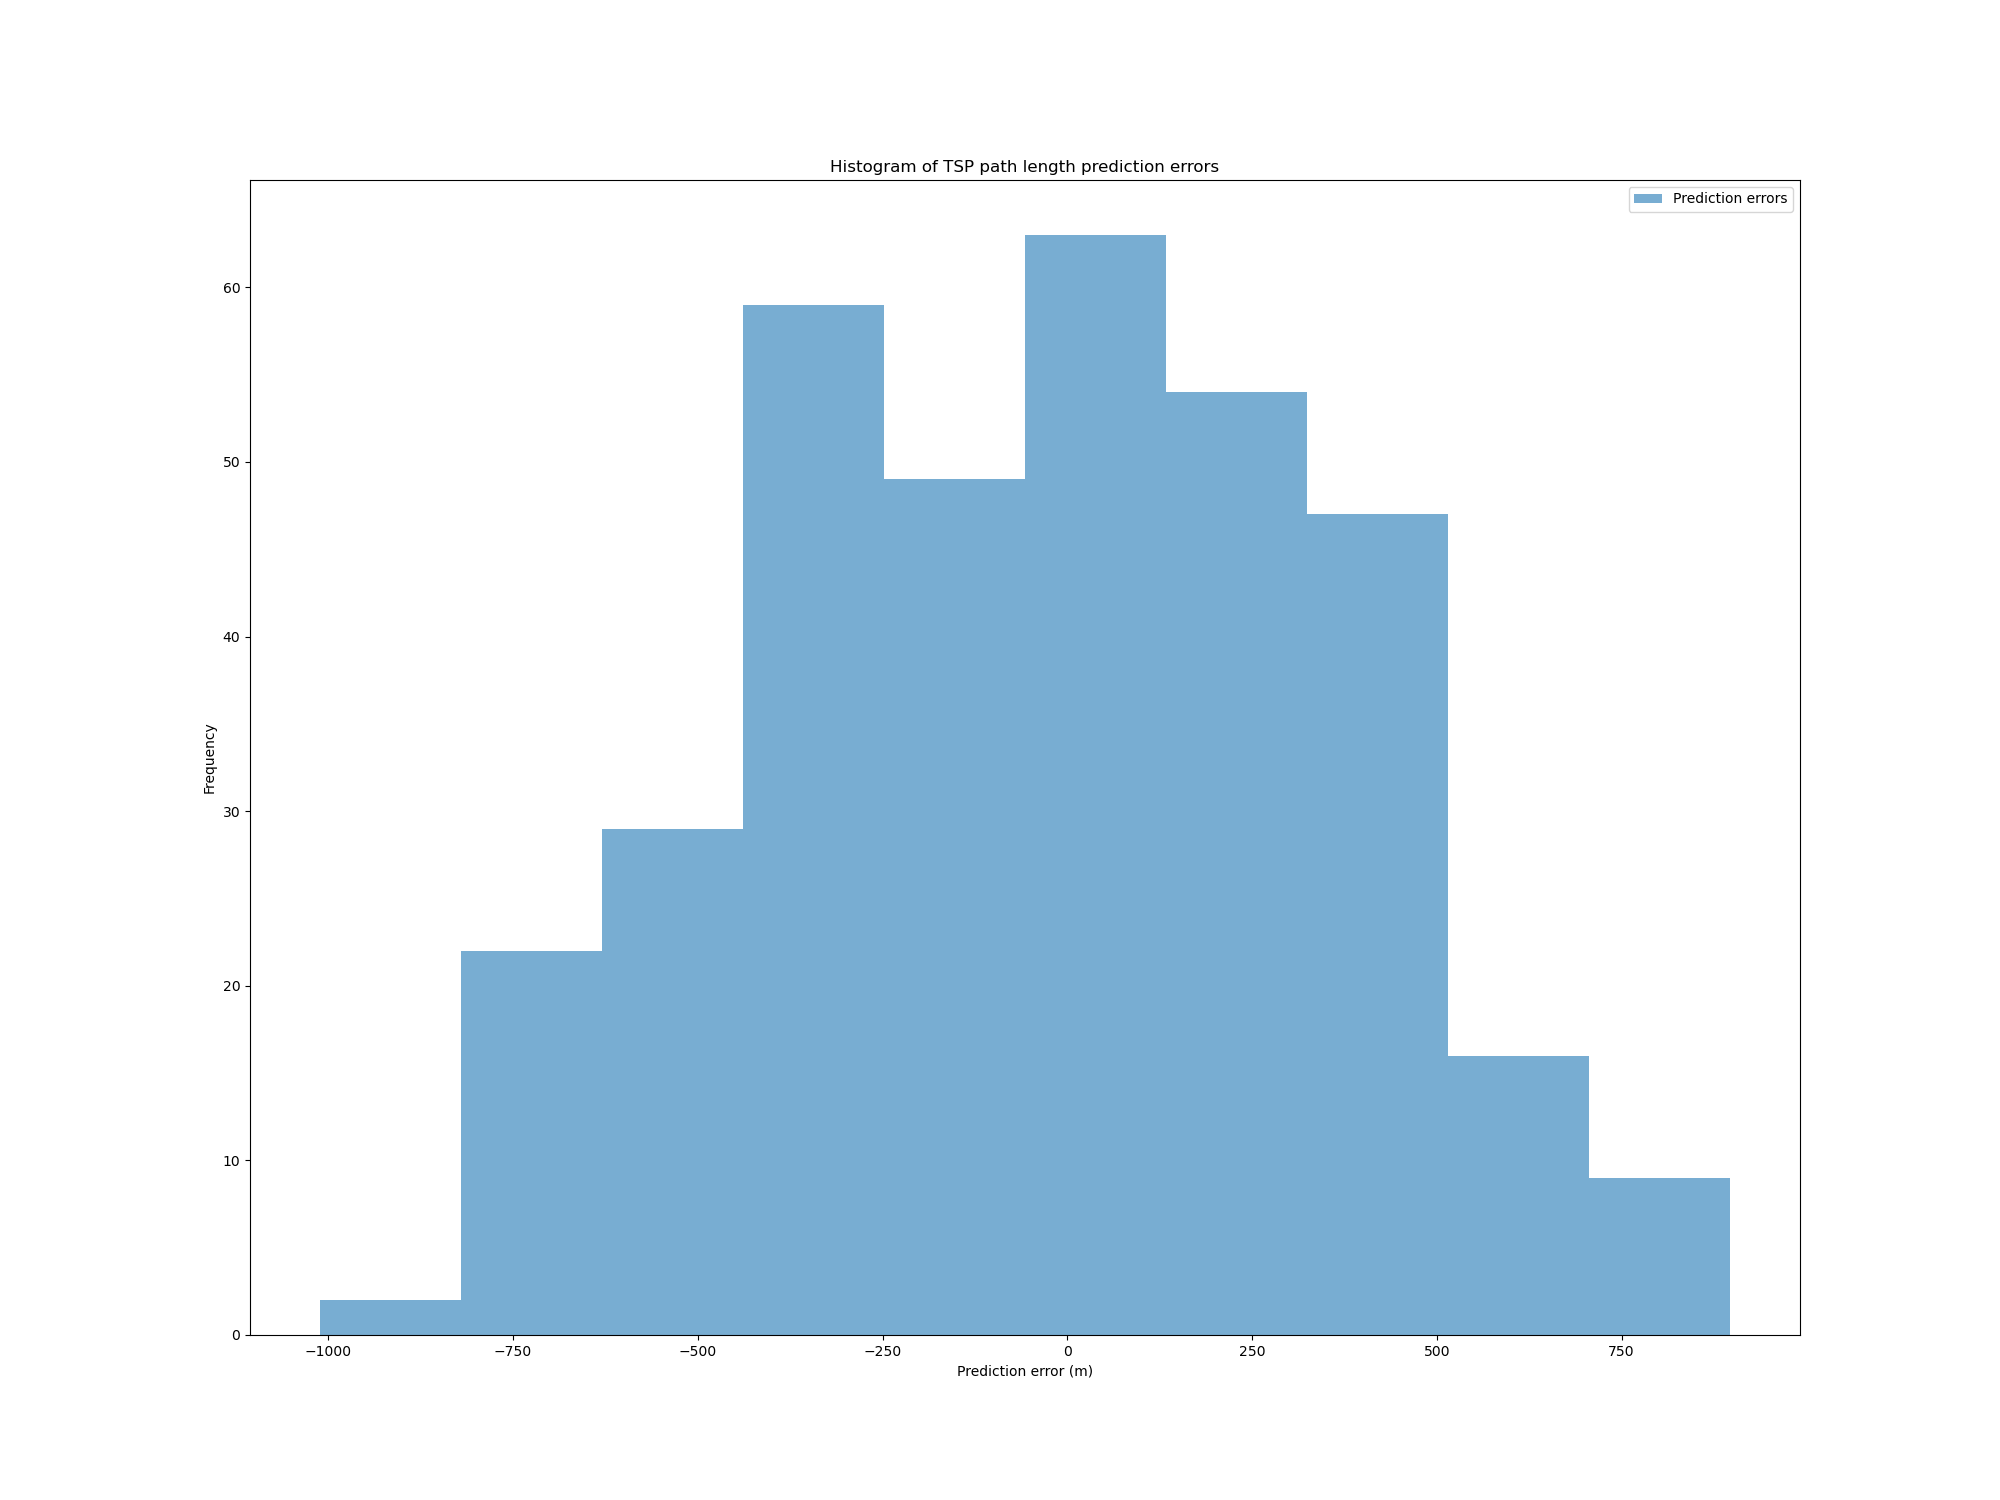 Histogram of TSP path length prediction errors
Prediction errors
60
50
40
30
20
10
0
Frequency
−1000 −750 −500 −250 0 250 500 750
Prediction error (m)